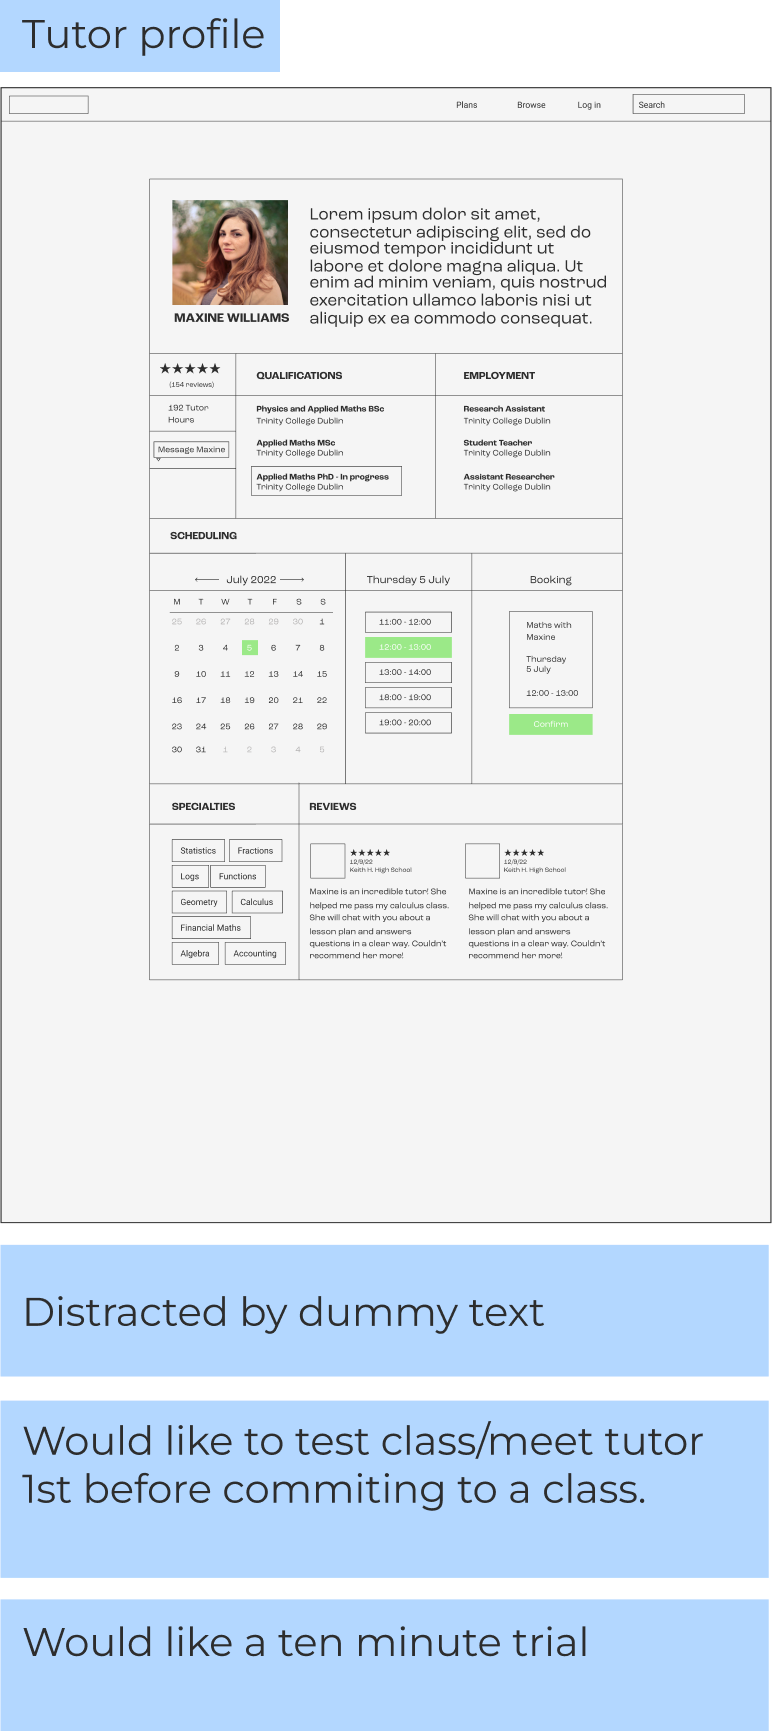 Tutor profile
Plans Browse Log in Search
Lorem ipsum dolor sit amet,
consectetur adipiscing elit, sed do
eiusmod tempor incididunt ut
labore et dolore magna aliqua. Ut
enim ad minim veniam, quis nostrud
exercitation ullamco laboris nisi ut
aliquip ex ea commodo consequat.
MAXINE WILLIAMS
★★★★★
(154 reviews)
192 Tutor
Hours
Message Maxine
QUALIFICATIONS
Physics and Applied Maths BSc
Trinity College Dublin
Applied Maths MSc
Trinity College Dublin
Applied Maths PhD - In progress
Trinity College Dublin
EMPLOYMENT
Research Assistant
Trinity College Dublin
Student Teacher
Trinity College Dublin
Assistant Researcher
Trinity College Dublin
SCHEDULING
July 2022
M T W T F S S
25 26 27 28 29 30 1
2 3 4 5 6 7 8
9 10 11 12 13 14 15
16 17 18 19 20 21 22
23 24 25 26 27 28 29
30 31 1 2 3 4 5
Thursday 5 July
11:00 - 12:00
12:00 - 13:00
13:00 - 14:00
18:00 - 19:00
19:00 - 20:00
Booking
Maths with
Maxine
Thursday
5 July
12:00 - 13:00
Confirm
SPECIALTIES
Statistics Fractions
Logs Functions
Geometry Calculus
Financial Maths
Algebra Accounting
REVIEWS
★★★★★
12/9/22
Keith H. High School
Maxine is an incredible tutor! She
helped me pass my calculus class.
She will chat with you about a
lesson plan and answers
questions in a clear way. Couldn't
recommend her more!
★★★★★
12/9/22
Keith H. High School
Maxine is an incredible tutor! She
helped me pass my calculus class.
She will chat with you about a
lesson plan and answers
questions in a clear way. Couldn't
recommend her more!
Distracted by dummy text
Would like to test class/meet tutor
1st before commiting to a class.
Would like a ten minute trial